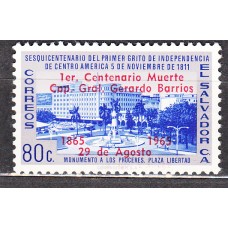 SESQUICENTENARIO DEL PRIMER GRITO DE INDEPENDENCIA
DE CENTRO AMERICA 5 DE NOVIEMBRE DE 1811
CORREOS
EL SALVADOR C.A.
1er. Centenario Muerte
Cap. Gral. Gerardo Barrios
1865 1965
29 de Agosto
80 c.
MONUMENTO A LOS PROCERES. PLAZA LIBERTAD